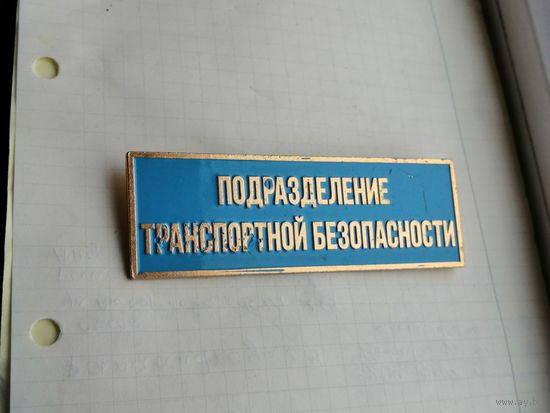 ПОДРАЗДЕЛЕНИЕ
ТРАНСПОРТНОЙ БЕЗОПАСНОСТИ